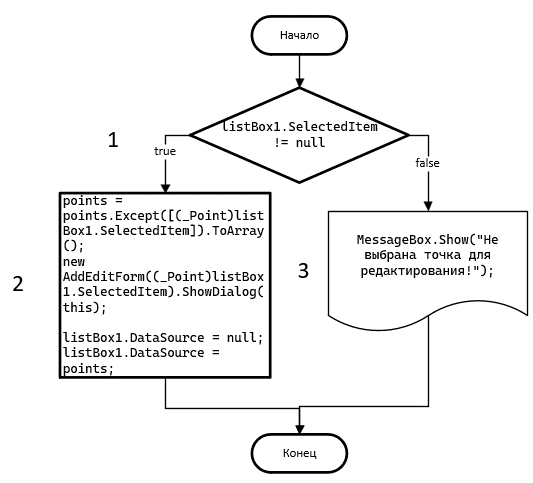 Начало
1
listBox1.SelectedItem
!= null
true
false
points =
points.Except([(_Point)list
Box1.SelectedItem]).ToArray
();
new
AddEditForm((_Point)listBox
1.SelectedItem).ShowDialog(
this);
listBox1.DataSource = null;
listBox1.DataSource =
points;
2
MessageBox.Show("Не
выбрана точка для
редактирования!");
3
Конец